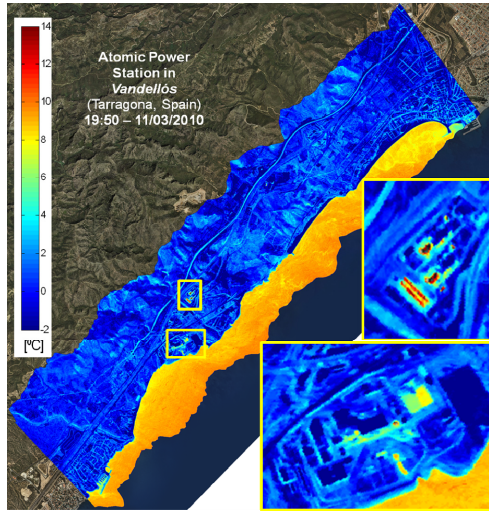 14
12
10
8
6
4
2
0
-2
[ºC]
Atomic Power
Station in
Vandellós
(Tarragona, Spain)
19:50 – 11/03/2010